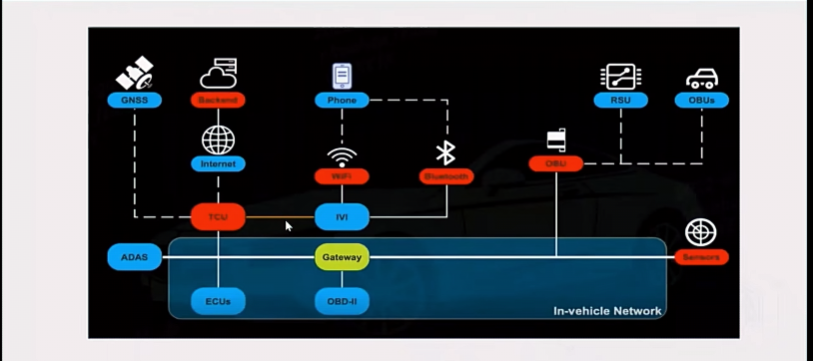 GNSS
Backend
Phone
RSU
OBUs
Internet
WiFi
Bluetooth
OBU
TCU
IVI
ADAS
Gateway
Sensors
ECUs
OBD-II
In-vehicle Network